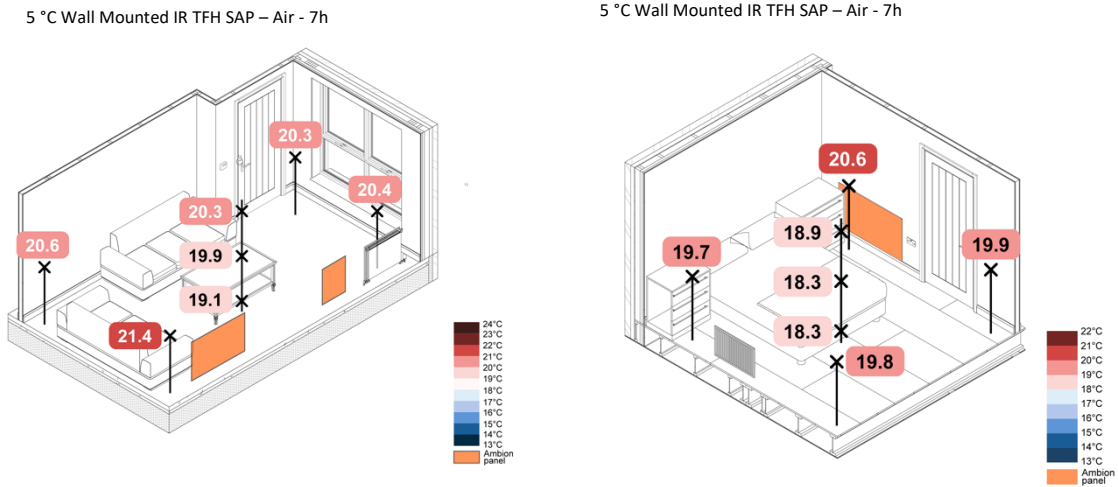 5 °C Wall Mounted IR TFH SAP – Air - 7h
20.3
20.3
20.4
20.6
19.9
19.1
21.4
24°C
23°C
22°C
21°C
20°C
19°C
18°C
17°C
16°C
15°C
14°C
13°C
Ambion
panel
5 °C Wall Mounted IR TFH SAP – Air - 7h
20.6
18.9
19.7
19.9
18.3
18.3
19.8
22°C
21°C
20°C
19°C
18°C
17°C
16°C
15°C
14°C
13°C
Ambion
panel